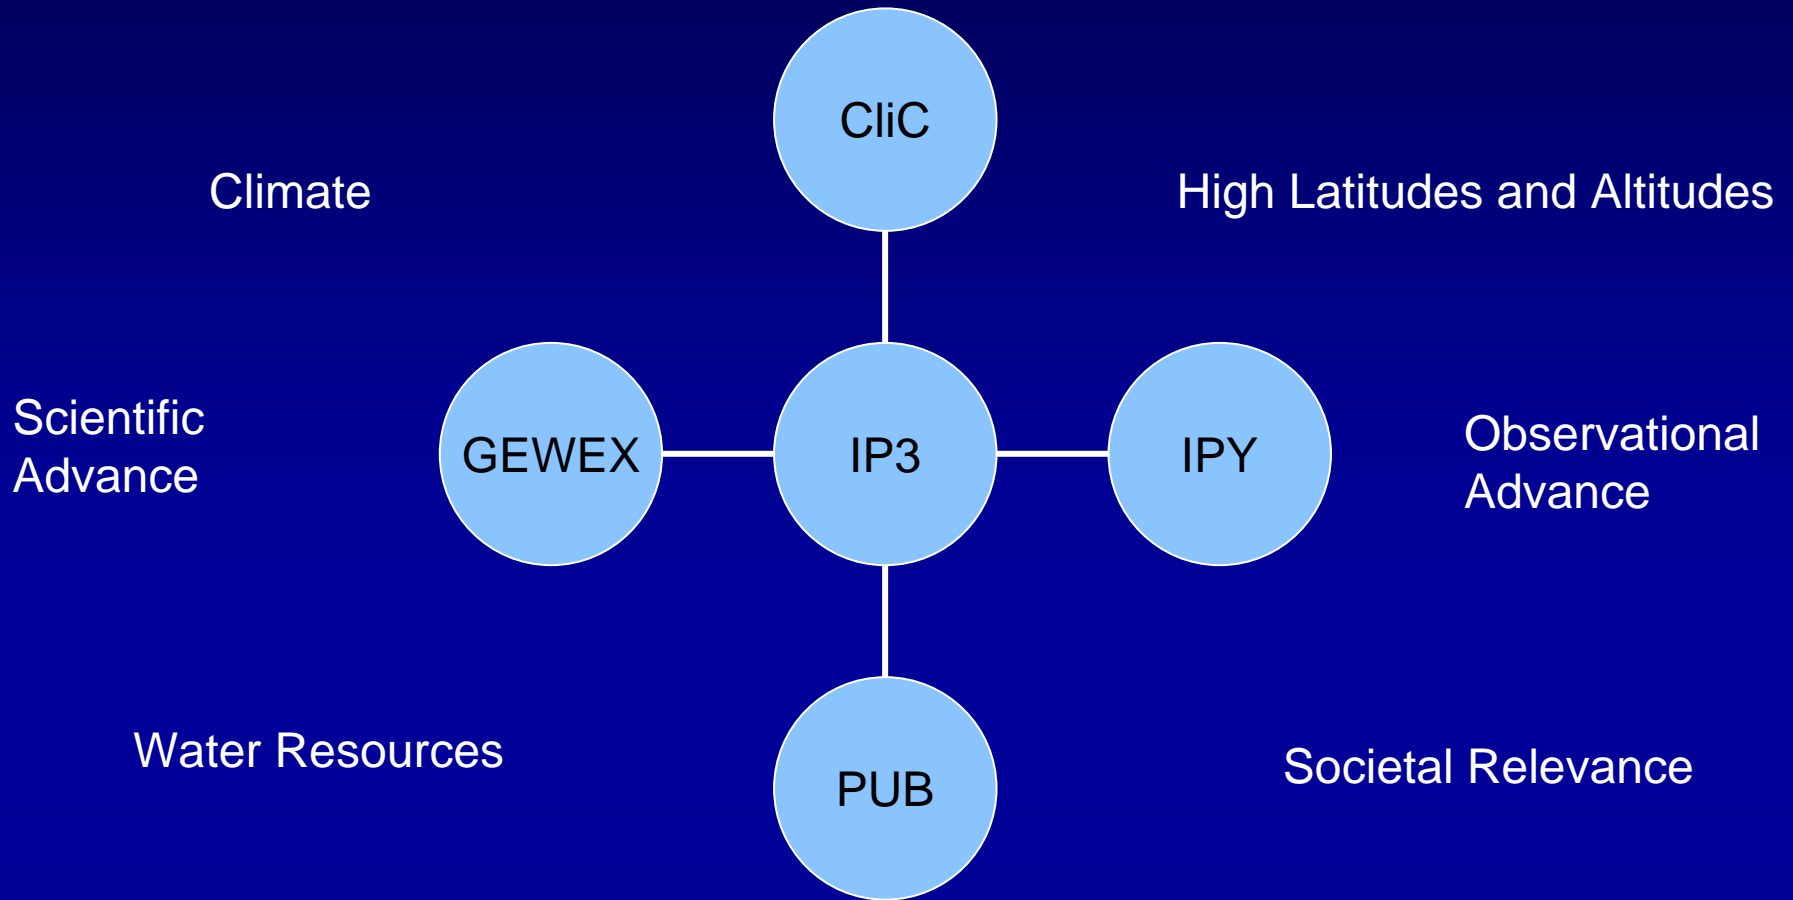 CliC
Climate
High Latitudes and Altitudes
Scientific
Advance
GEWEX
IP3
IPY
Observational
Advance
Water Resources
Societal Relevance
PUB